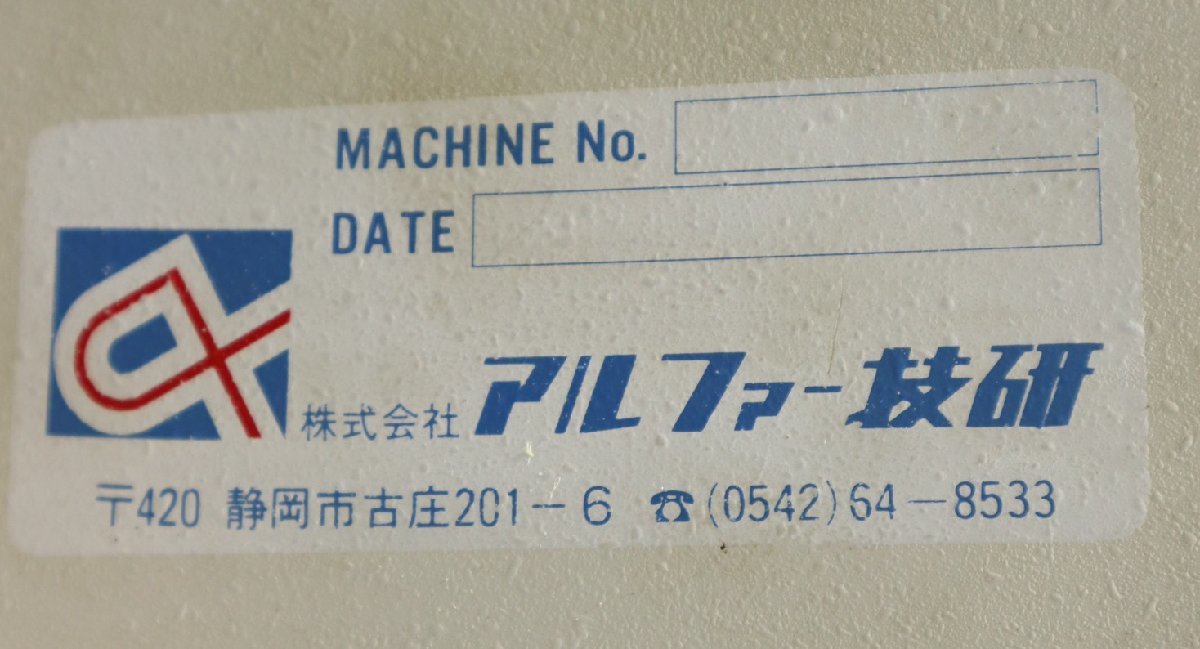 MACHINE No.
DATE
株式会社 アルファー技研
〒420 静岡市古庄201-6 ☎(0542)64-8533